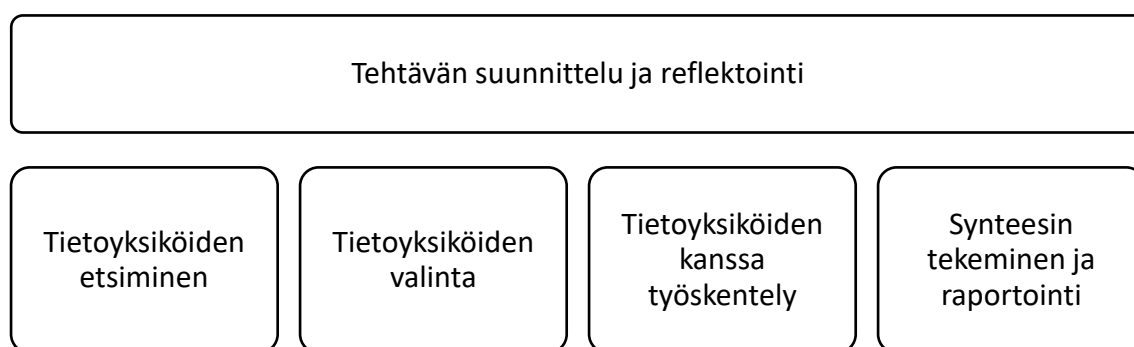 Tehtävän suunnittelu ja reflektointi
Tietoyksiköiden
etsiminen
Tietoyksiköiden
valinta
Tietoyksiköiden
kanssa
työskentely
Synteesin
tekeminen ja
raportointi